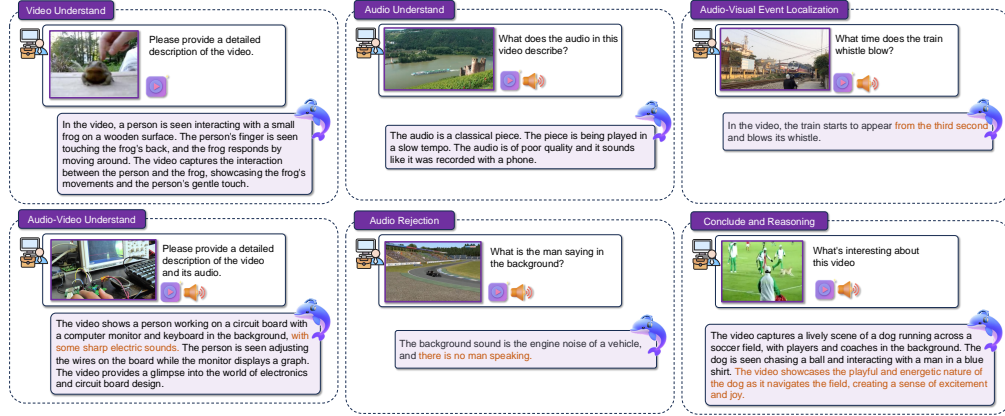 Video Understand
Please provide a detailed
description of the video.
In the video, a person is seen interacting with a small
frog on a wooden surface. The person's finger is seen
touching the frog's back, and the frog responds by
moving around. The video captures the interaction
between the person and the frog, showcasing the frog's
movements and the person's gentle touch.
Audio Understand
What does the audio in this
video describe?
The audio is a classical piece. The piece is being played in
a slow tempo. The audio is of poor quality and it sounds
like it was recorded with a phone.
Audio-Visual Event Localization
What time does the train
whistle blow?
In the video, the train starts to appear from the third second
and blows its whistle.
Audio-Video Understand
Please provide a detailed
description of the video
and its audio.
The video shows a person working on a circuit board with
a computer monitor and keyboard in the background, with
some sharp electric sounds. The person is seen adjusting
the wires on the board while the monitor displays a graph.
The video provides a glimpse into the world of electronics
and circuit board design.
Audio Rejection
What is the man saying in
the background?
The background sound is the engine noise of a vehicle,
and there is no man speaking.
Conclude and Reasoning
What's interesting about
this video
The video captures a lively scene of a dog running across a
soccer field, with players and coaches in the background. The
dog is seen chasing a ball and interacting with a man in a blue
shirt. The video showcases the playful and energetic nature of
the dog as it navigates the field, creating a sense of excitement
and joy.